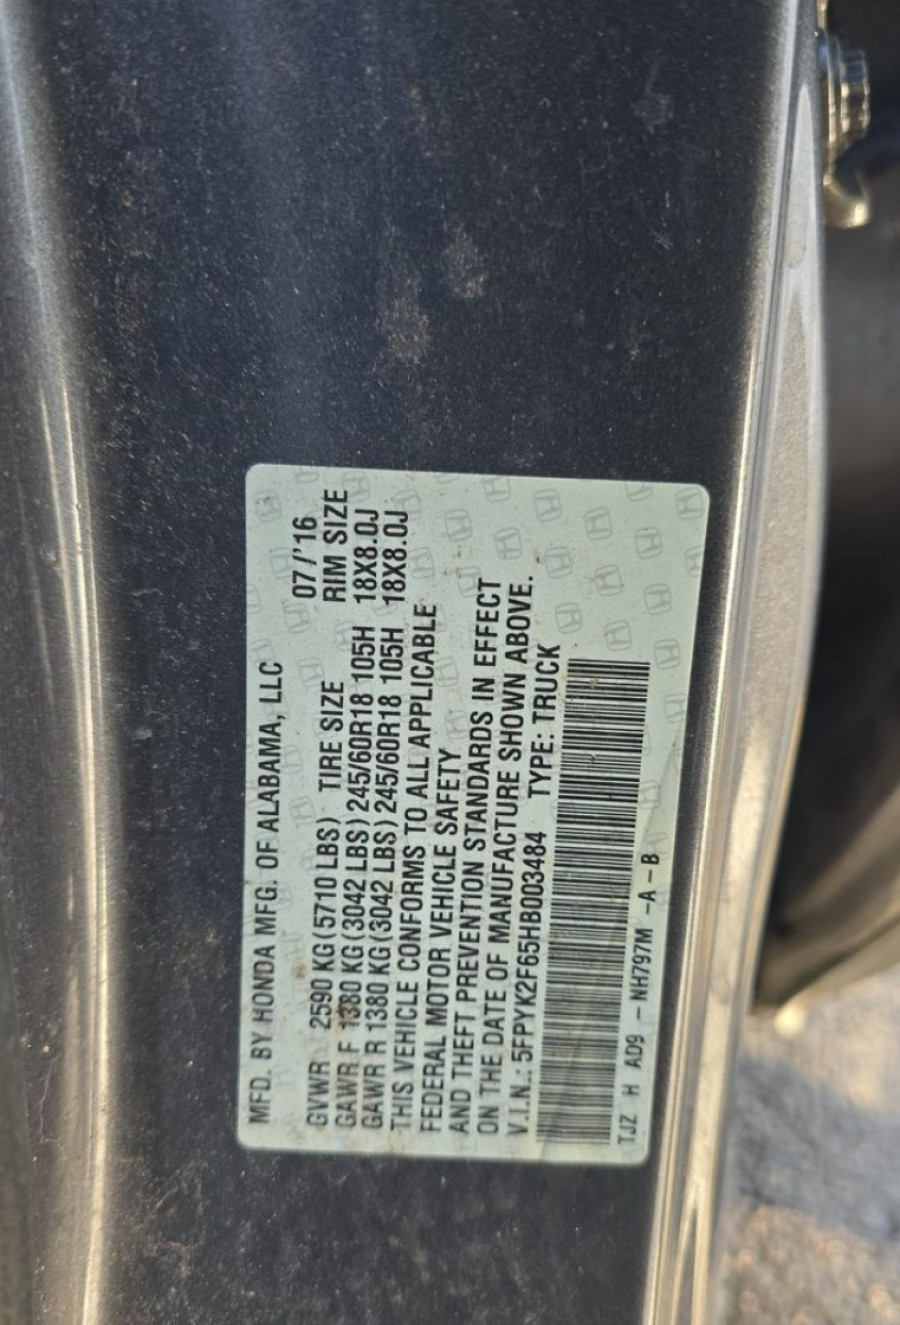 MFD. BY HONDA MFG. OF ALABAMA, LLC 07/'16
GVWR 2590 KG(5710 LBS) TIRE SIZE RIM SIZE
GAWR F 1380 KG(3042 LBS)245/60R18 105H 18X8.0J
GAWR R 1380 KG(3042 LBS)245/60R18 105H 18X8.0J
THIS VEHICLE CONFORMS TO ALL APPLICABLE
FEDERAL MOTOR VEHICLE SAFETY
AND THEFT PREVENTION STANDARDS IN EFFECT
ON THE DATE OF MANUFACTURE SHOWN ABOVE.
V.I.N.: 5FPYK2F65HB003484 TYPE: TRUCK
TJZ H AD9 - NH797M -A-B